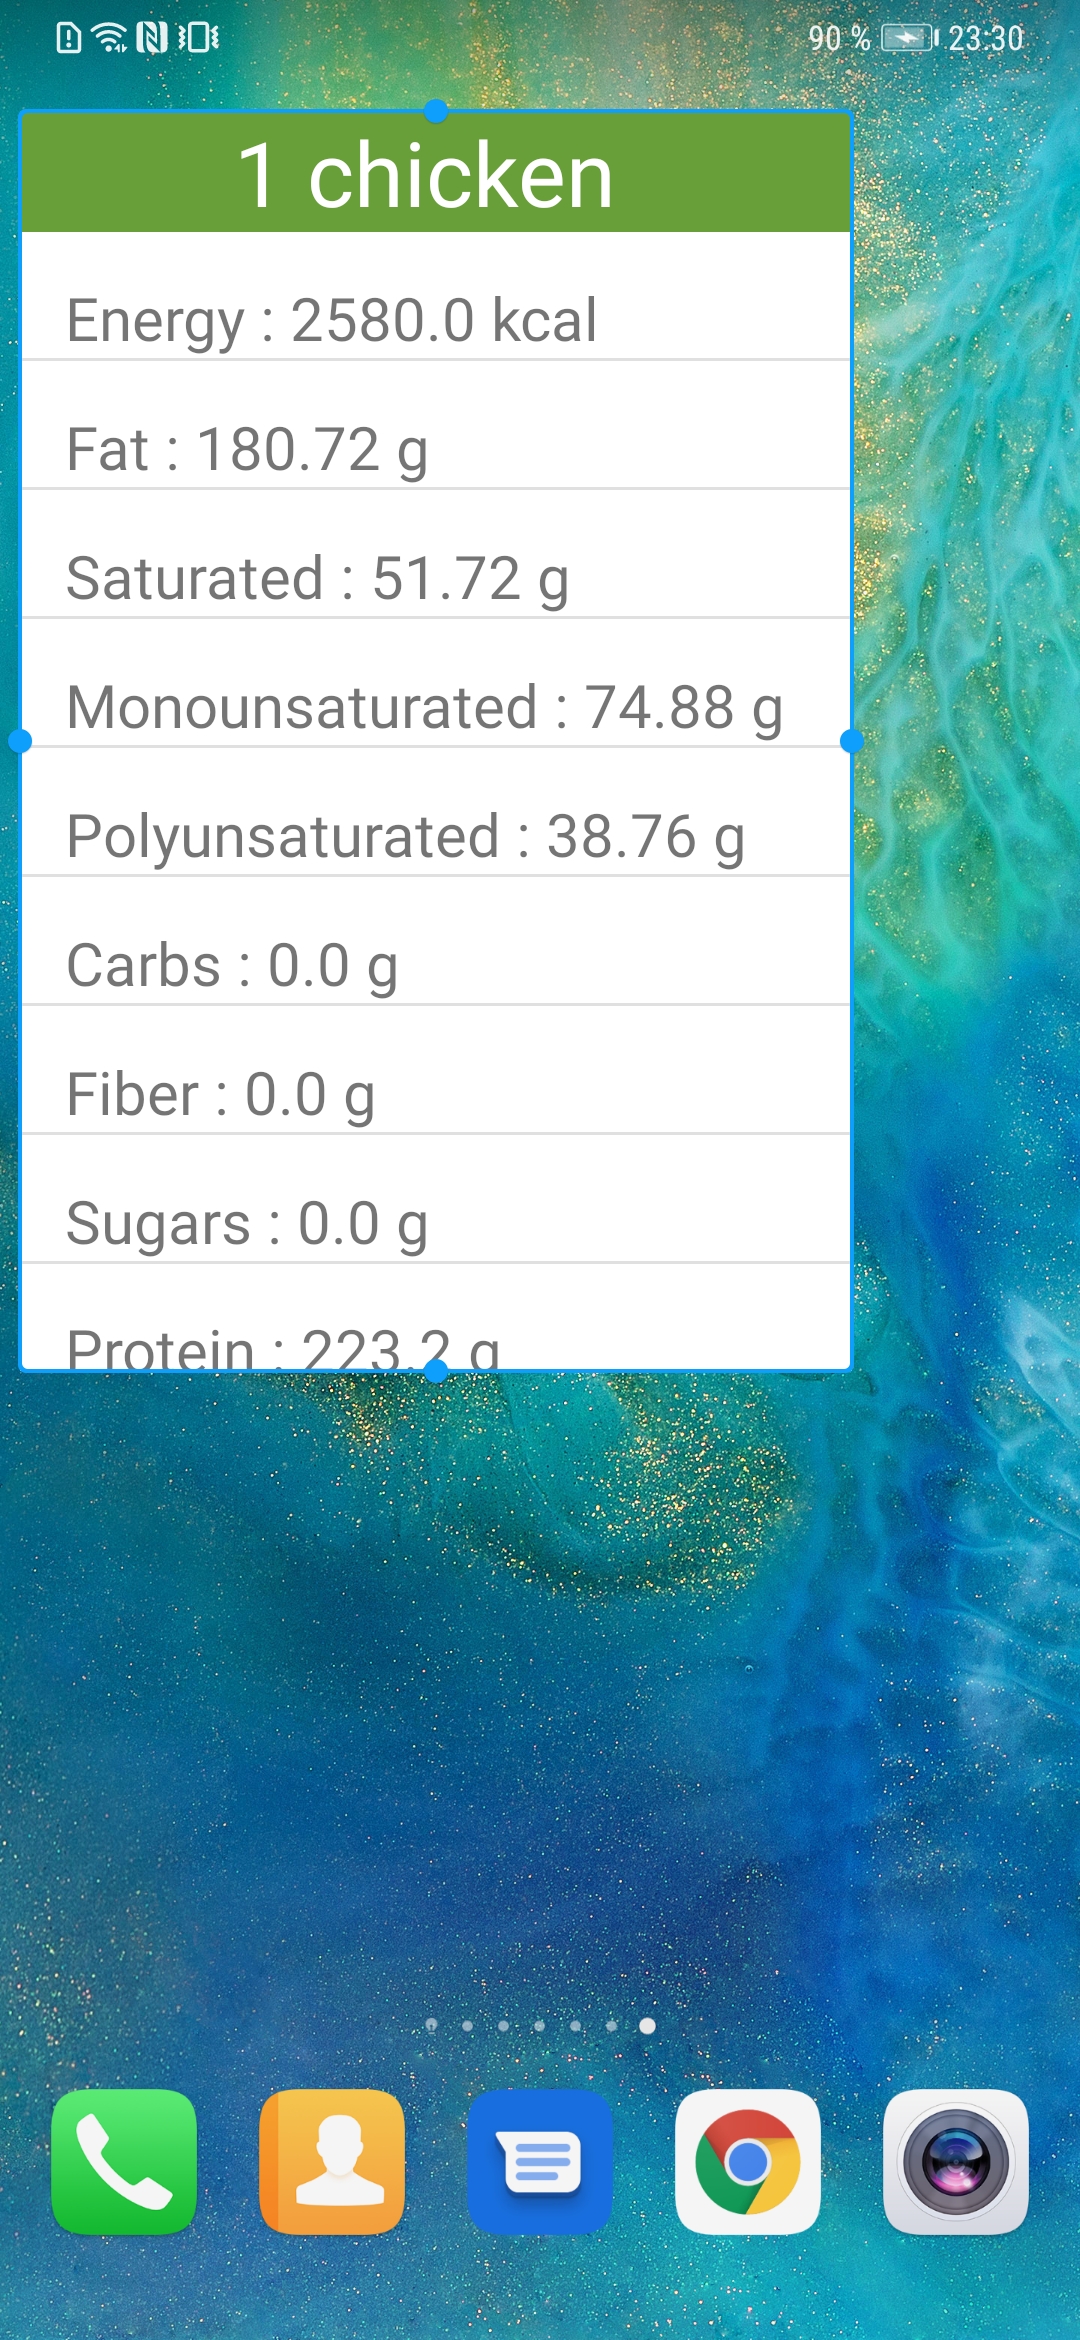 90 % 23:30
1 chicken
Energy : 2580.0 kcal
Fat : 180.72 g
Saturated : 51.72 g
Monounsaturated : 74.88 g
Polyunsaturated : 38.76 g
Carbs : 0.0 g
Fiber : 0.0 g
Sugars : 0.0 g
Protein : 223.2 g